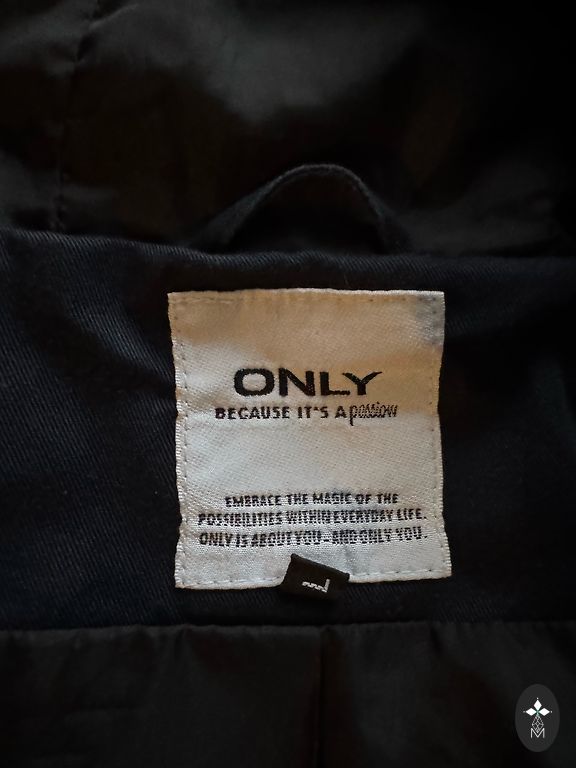 ONLY
BECAUSE IT'S A passion
EMBRACE THE MAGIC OF THE
POSSIBILITIES WITHIN EVERYDAY LIFE.
ONLY IS ABOUT YOU - AND ONLY YOU.
L
M